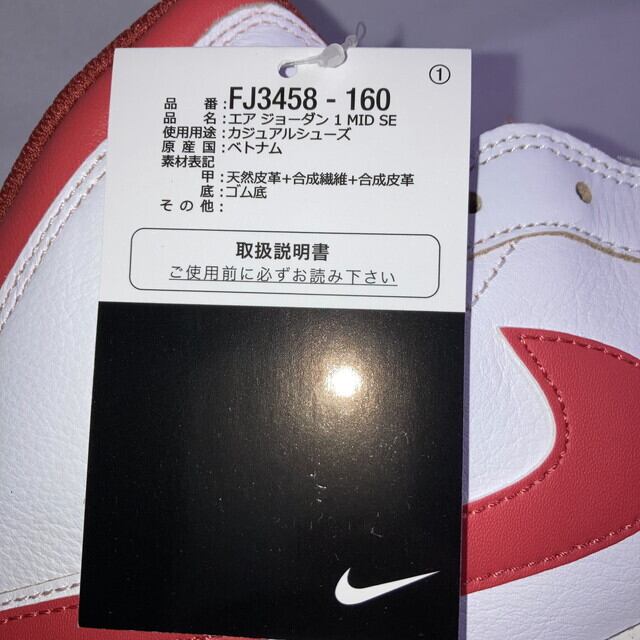 ①
品番:FJ3458 - 160
品名:エア ジョーダン 1 MID SE
使用用途:カジュアルシューズ
原産国:ベトナム
素材表記
甲:天然皮革+合成繊維+合成皮革
底:ゴム底
その他:
取扱説明書
ご使用前に必ずお読み下さい